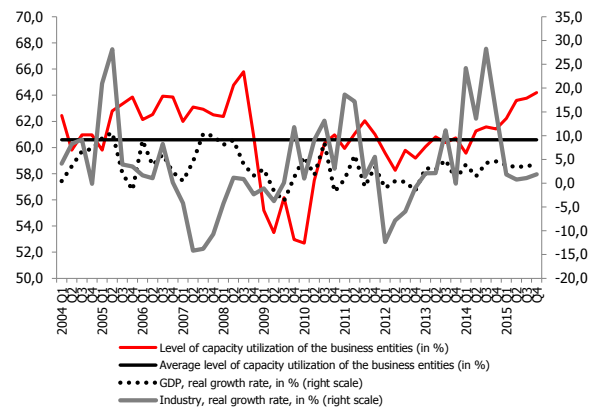 70,0
68,0
66,0
64,0
62,0
60,0
58,0
56,0
54,0
52,0
50,0
35,0
30,0
25,0
20,0
15,0
10,0
5,0
0,0
-5,0
-10,0
-15,0
-20,0
2004 Q1
Q2
Q3
Q4
2005 Q1
Q2
Q3
Q4
2006 Q1
Q2
Q3
Q4
2007 Q1
Q2
Q3
Q4
2008 Q1
Q2
Q3
Q4
2009 Q1
Q2
Q3
Q4
2010 Q1
Q2
Q3
Q4
2011 Q1
Q2
Q3
Q4
2012 Q1
Q2
Q3
Q4
2013 Q1
Q2
Q3
Q4
2014 Q1
Q2
Q3
Q4
2015 Q1
Q2
Q3
Q4
Level of capacity utilization of the business entities (in %)
Average level of capacity utilization of the business entities (in %)
GDP, real growth rate, in % (right scale)
Industry, real growth rate, in % (right scale)